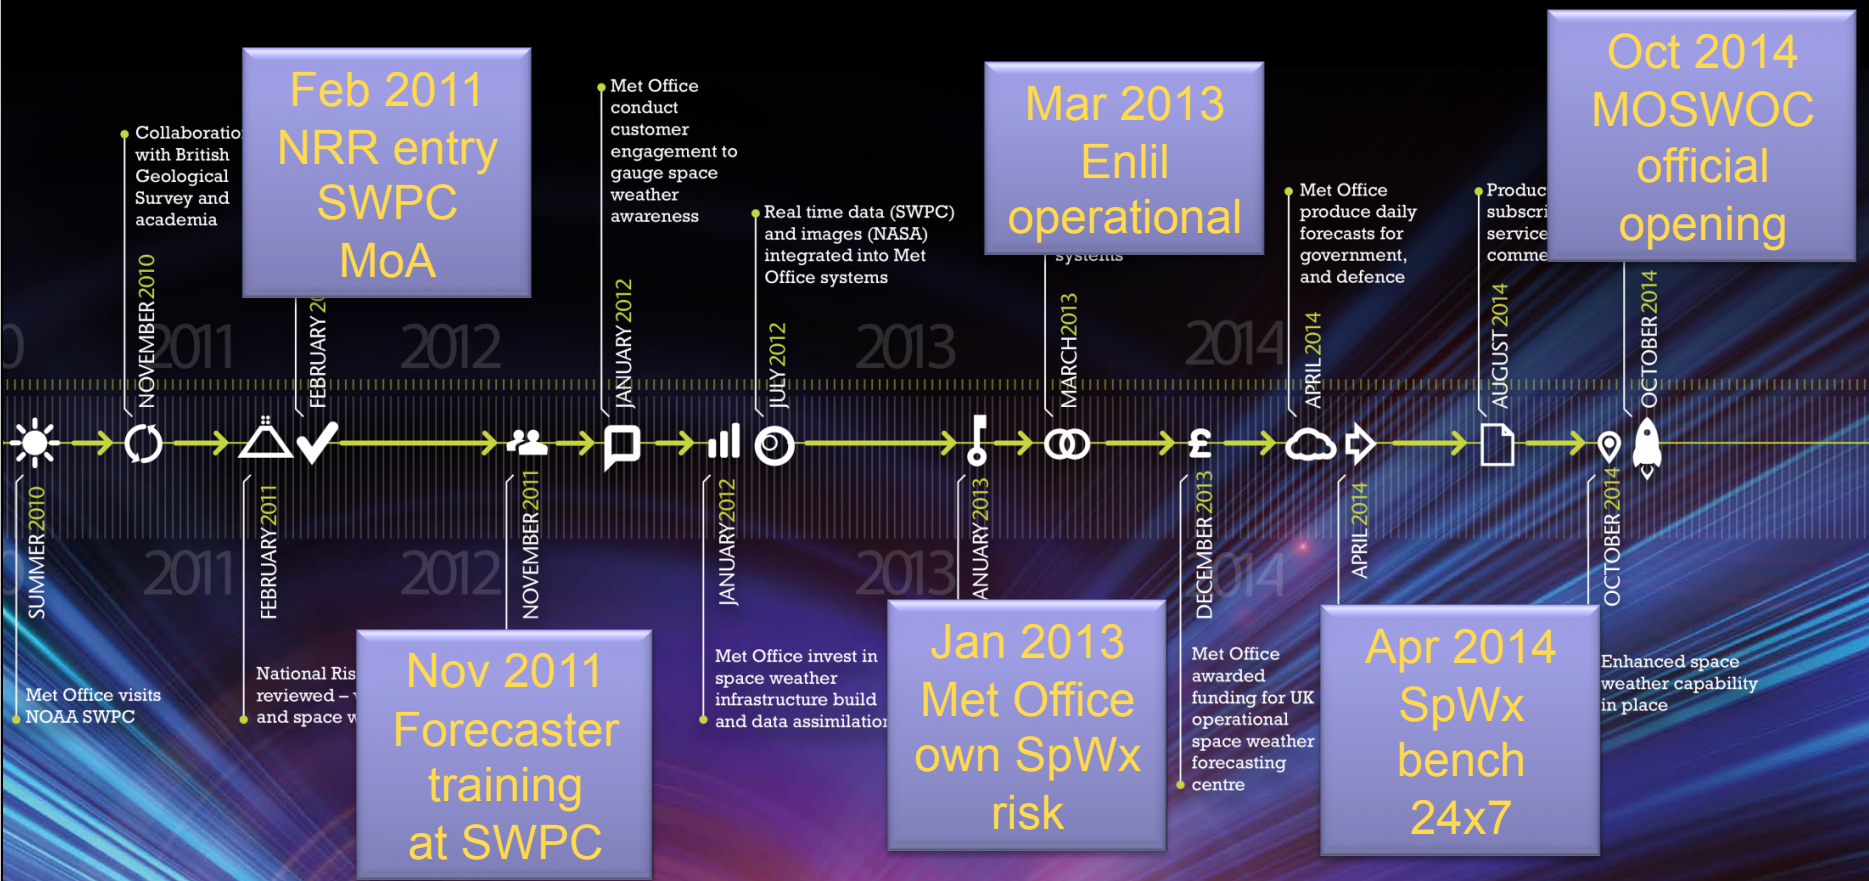 Collaboratio
with British
Geological
Survey and
academia
NOVEMBER 2010
Feb 2011
NRR entry
SWPC
MoA
FEBRUARY 20
Met Office
conduct
customer
engagement to
gauge space
weather
awareness
JANUARY 2012
Real time data (SWPC)
and images (NASA)
integrated into Met
Office systems
JULY 2012
Mar 2013
Enlil
operational
systems
MARCH 2013
Met Office
produce daily
forecasts for
government,
and defence
APRIL 2014
Produc
subscri
service
comme
AUGUST 2014
Oct 2014
MOSWOC
official
opening
OCTOBER 2014
0 2011 2012 2013 2014
£
SUMMER 2010
Met Office visits
NOAA SWPC
FEBRUARY 2011
National Ris
reviewed –
and space w
NOVEMBER 2011
Nov 2011
Forecaster
training
at SWPC
JANUARY 2012
Met Office invest in
space weather
infrastructure build
and data assimilation
ANUARY 2013
Jan 2013
Met Office
own SpWx
risk
DECEMBER 2013
Met Office
awarded
funding for UK
operational
space weather
forecasting
centre
APRIL 2014
Apr 2014
SpWx
bench
24x7
OCTOBER 2014
Enhanced space
weather capability
in place
2011 2012 2013 2014